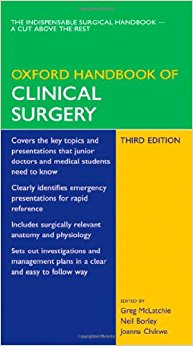 THE INDISPENSABLE SURGICAL HANDBOOK —
A CUT ABOVE THE REST
OXFORD HANDBOOK OF
CLINICAL
SURGERY
Covers the key topics and
presentations that junior
doctors and medical students
need to know
THIRD EDITION
Clearly identifies emergency
presentations for rapid
reference
Includes surgically relevant
anatomy and physiology
Sets out investigations and
management plans in a clear
and easy to follow way
EDITED BY
Greg McLatchie
Neil Borley
Joanna Chikwe